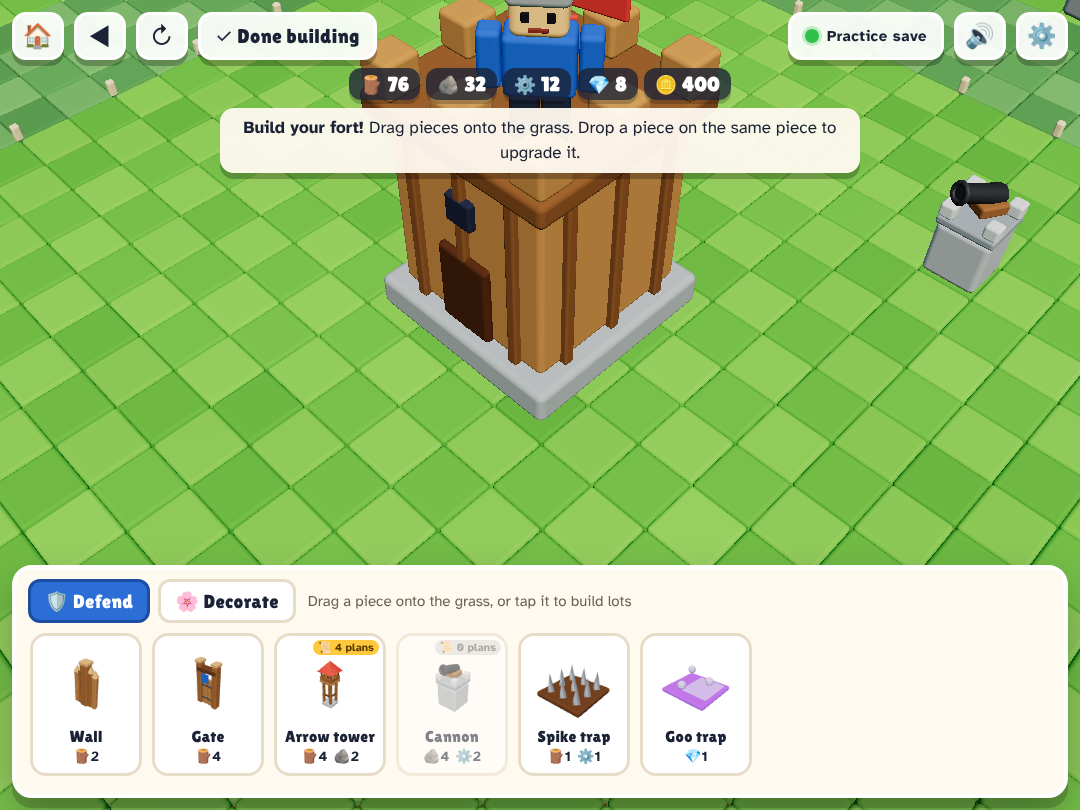 Done building
Practice save
76 32 12 8 400
Build your fort! Drag pieces onto the grass. Drop a piece on the same piece to
upgrade it.
Defend
Decorate
Drag a piece onto the grass, or tap it to build lots
4 plans
0 plans
Wall
Gate
Arrow tower
Cannon
Spike trap
Goo trap
2
4
4 2
4 2
1 1
1